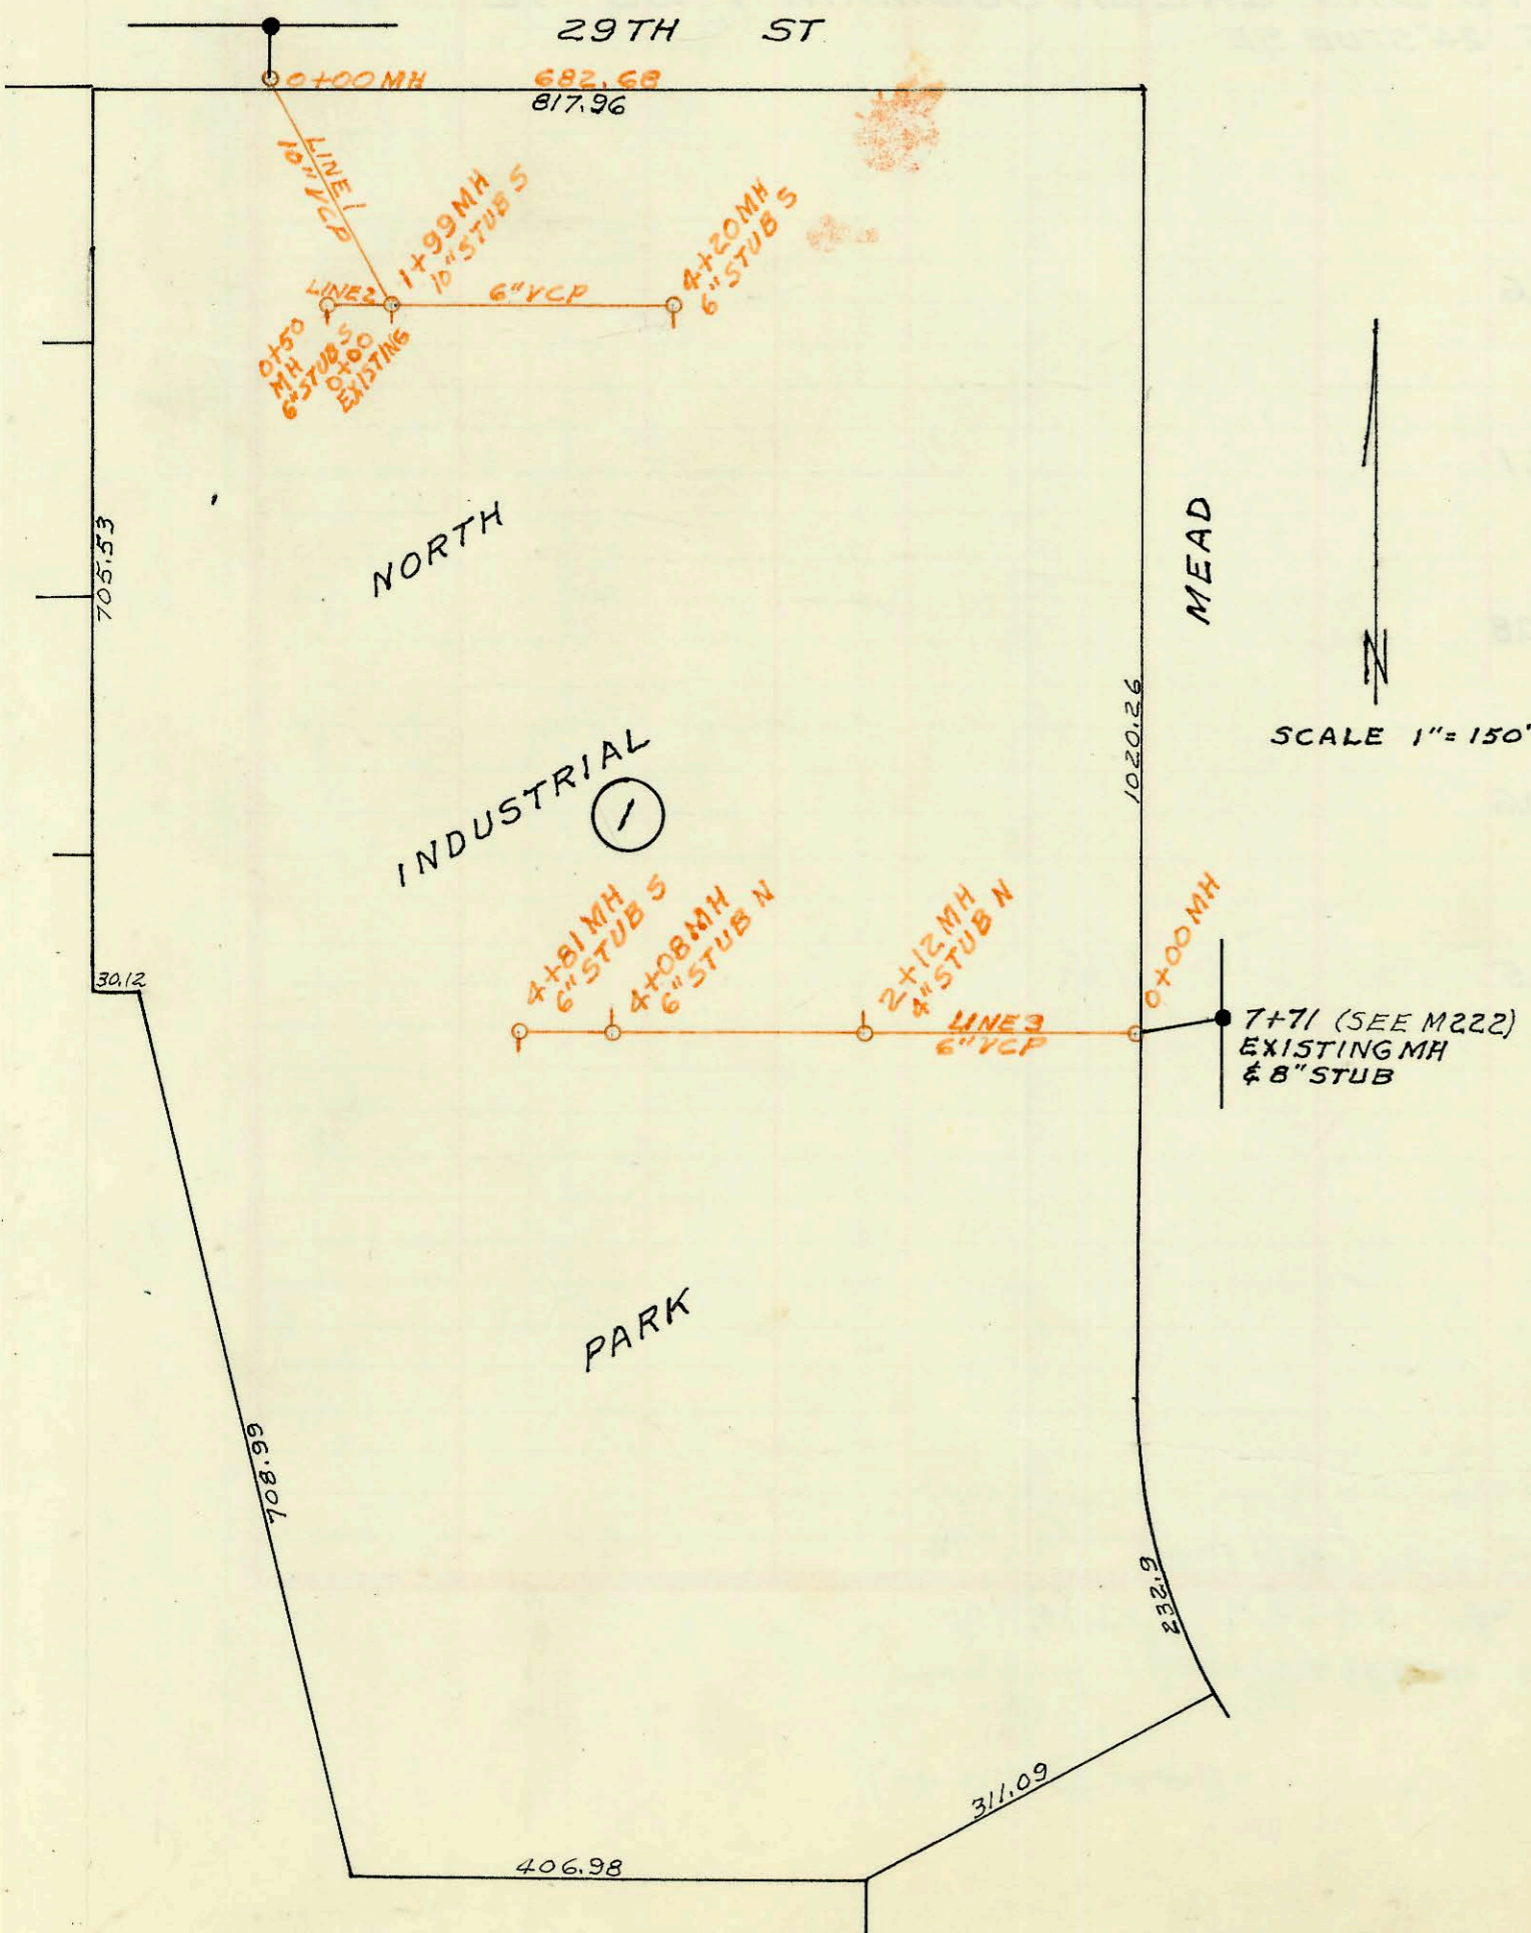 29TH ST
0+00 MH
682.68
817.96
LINE 1
10" VCP
1+99 MH
10" STUB S
4+20 MH
6" STUB S
LINE 2
6" VCP
0+50
MH
6" STUB S
0+00
EXISTING
NORTH
705.53
MEAD
N
SCALE 1"= 150'
1020.26
INDUSTRIAL
1
4+81 MH
6" STUB S
4+08 MH
6" STUB N
2+12 MH
4" STUB N
0+00 MH
30.12
LINE 3
6" VCP
7+71 (SEE M222)
EXISTING MH
& 8" STUB
PARK
708.99
232.9
311.09
406.98